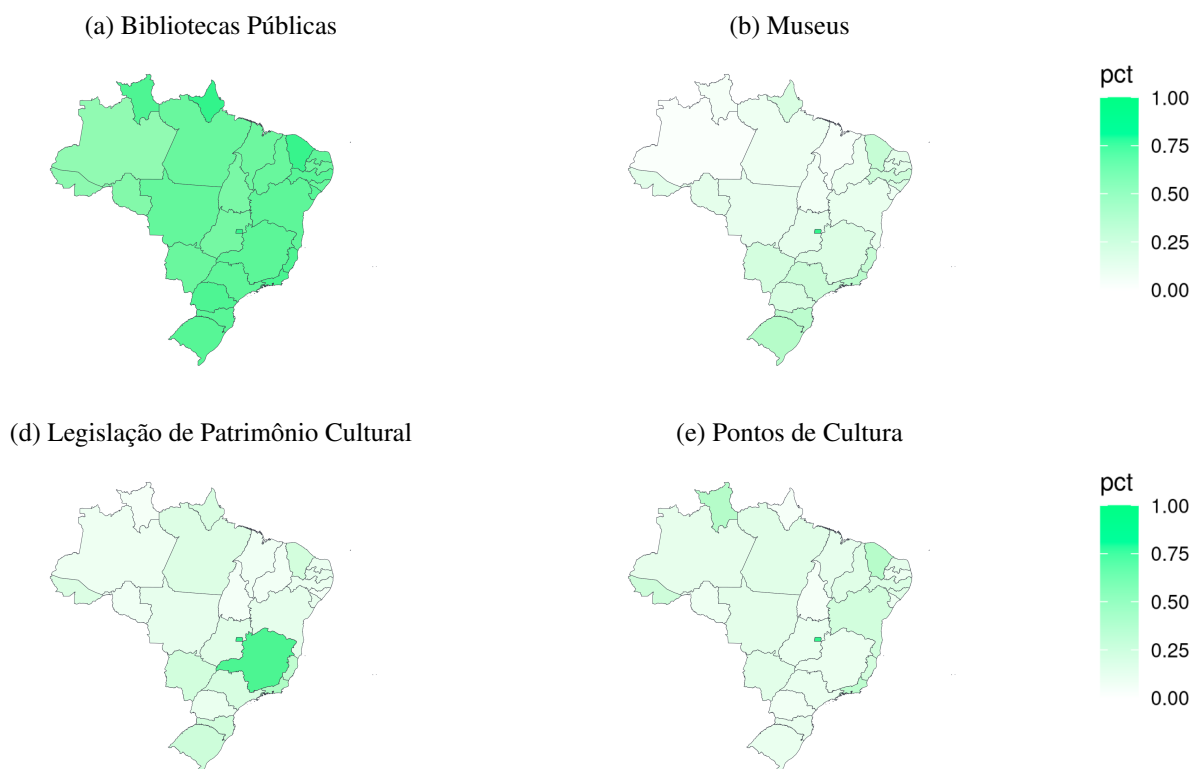 (a) Bibliotecas Públicas
(b) Museus
pct
1.00
0.75
0.50
0.25
0.00
(d) Legislação de Patrimônio Cultural
(e) Pontos de Cultura
pct
1.00
0.75
0.50
0.25
0.00